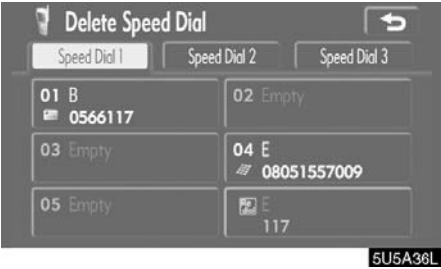 Delete Speed Dial
Speed Dial 1 Speed Dial 2 Speed Dial 3
01 B 02 Empty
0566117
03 Empty 04 E
08051557009
05 Empty E
117
5U5A36L